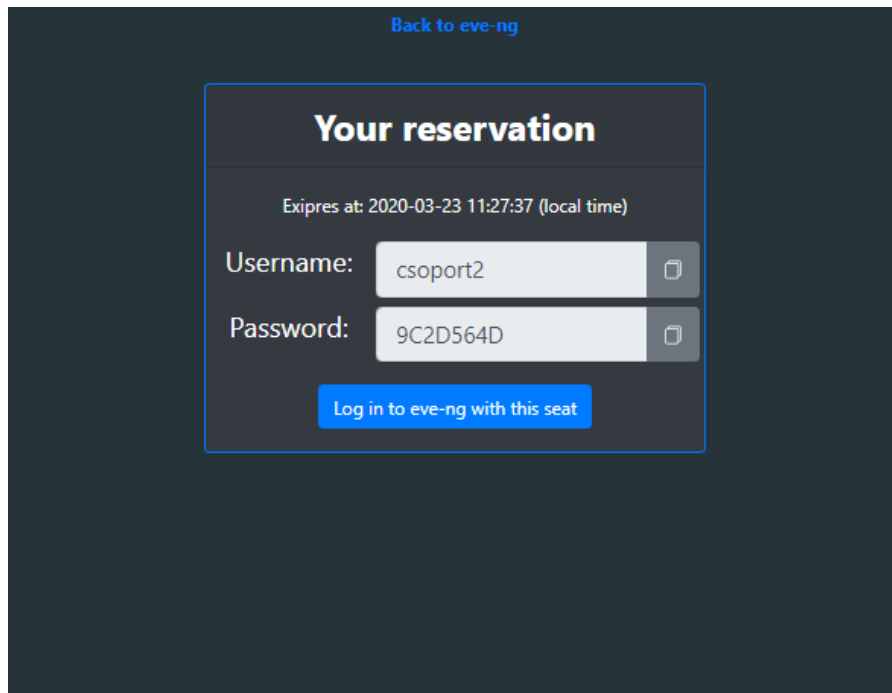 Back to eve-ng
Your reservation
Exipres at: 2020-03-23 11:27:37 (local time)
Username: csoport2
Password: 9C2D564D
Log in to eve-ng with this seat